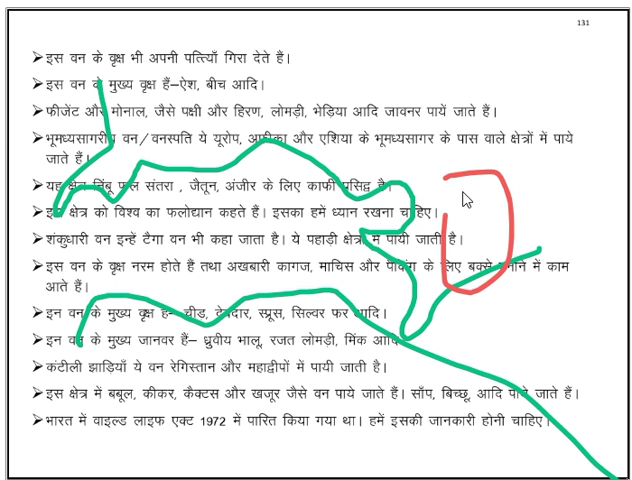 131
➤इस वन के वृक्ष भी अपनी पत्तियाँ गिरा देते हैं।
➤इस वन के मुख्य वृक्ष हैं–ऐश, बीच आदि।
➤फीजेंट और मोनाल, जैसे पक्षी और हिरण, लोमड़ी, भेड़िया आदि जावनर पायें जाते हैं।
➤भूमध्यसागरीय वन/वनस्पति ये यूरोप, अफ्रीका और एशिया के भूमध्यसागर के पास वाले क्षेत्रों में पाये
जाते हैं।
➤यह क्षेत्र निंबू फल संतरा , जैतून, अंजीर के लिए काफी प्रसिद्व है।
➤इस क्षेत्र को विश्व का फलोद्यान कहते हैं। इसका हमें ध्यान रखना चाहिए।
➤शंकुधारी वन इन्हें टैगा वन भी कहा जाता है। ये पहाडी क्षेत्रों में पायी जाती है।
➤इस वन के वृक्ष नरम होते हैं तथा अखबारी कागज, माचिस और पैकिंग के लिए बक्से बनाने में काम
आते हैं।
➤इन वन के मुख्य वृक्ष हैं– चीड, देवदार, स्प्रूस, सिल्वर फर आदि।
➤इन वन के मुख्य जानवर हैं– ध्रुवीय भालू, रजत लोमड़ी, मिंक आदि
➤कंटीली झाड़ियाँ ये वन रेगिस्तान और महाद्वीपों में पायी जाती है।
➤इस क्षेत्र में बबूल, कीकर, कैक्टस और खजूर जैसे वन पाये जाते हैं। साँप, बिच्छू, आदि पाये जाते हैं।
➤भारत में वाइल्ड लाइफ एक्ट 1972 में पारित किया गया था। हमें इसकी जानकारी होनी चाहिए।